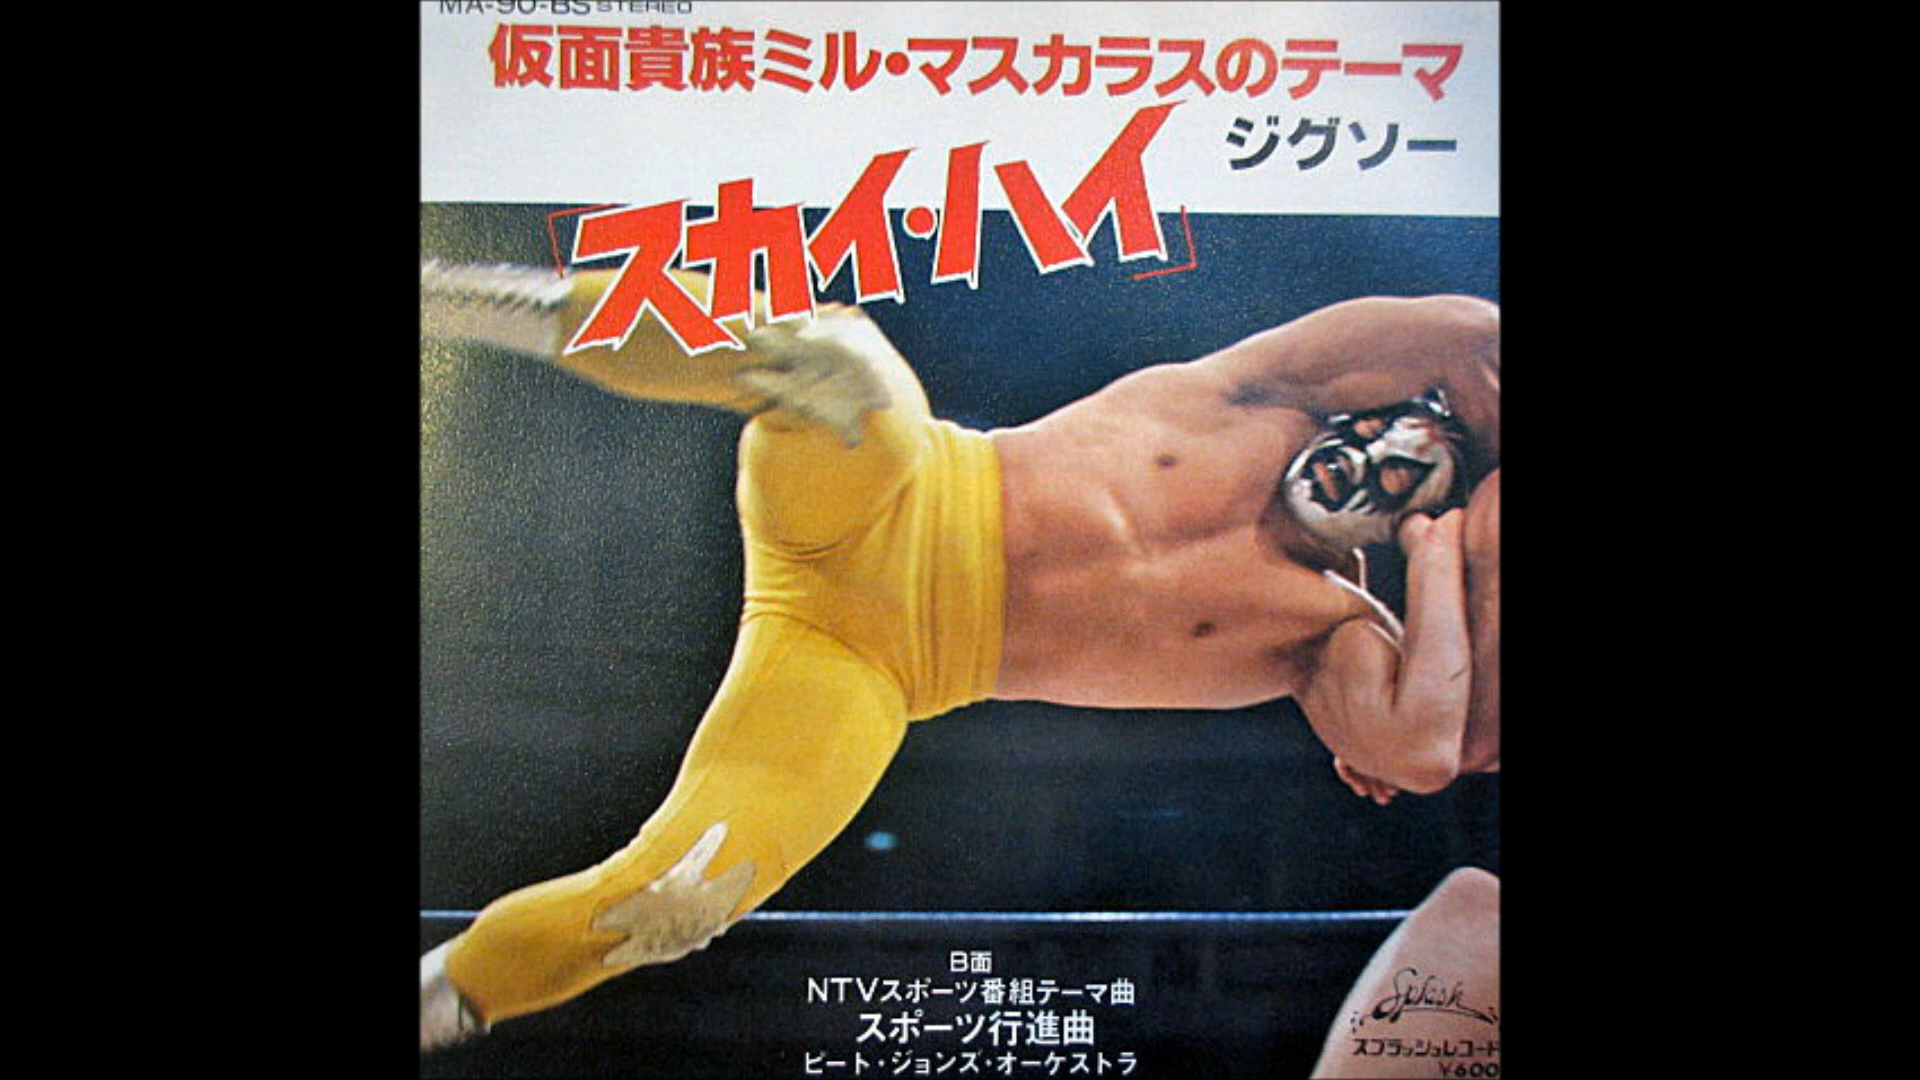 MA-90-BS STEREO
仮面貴族ミル・マスカラスのテーマ
ジグソー
「スカイ・ハイ」
B面
NTVスポーツ番組テーマ曲
スポーツ行進曲
ピート・ジョンズ・オーケストラ
Splash
スプラッシュレコード
¥600